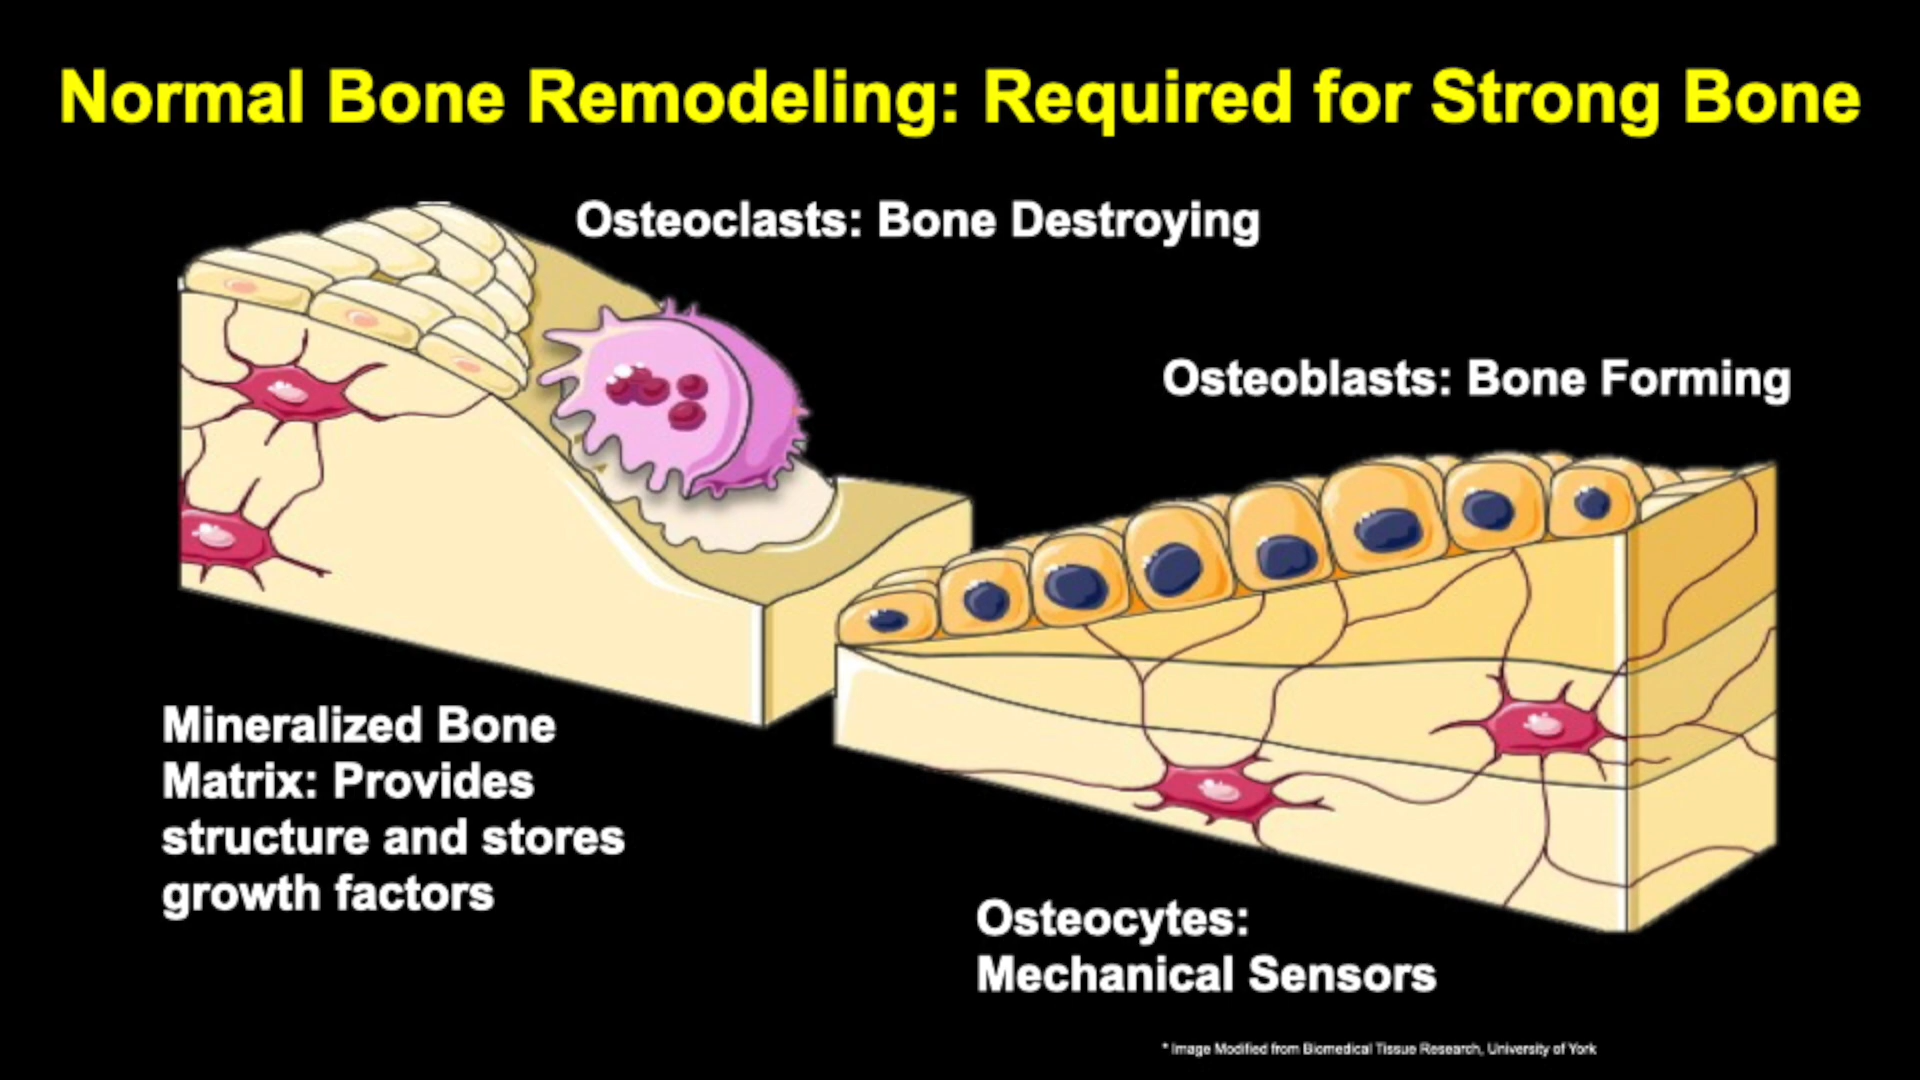 Normal Bone Remodeling: Required for Strong Bone
Osteoclasts: Bone Destroying
Osteoblasts: Bone Forming
Mineralized Bone
Matrix: Provides
structure and stores
growth factors
Osteocytes:
Mechanical Sensors
* Image Modified from Biomedical Tissue Research, University of York